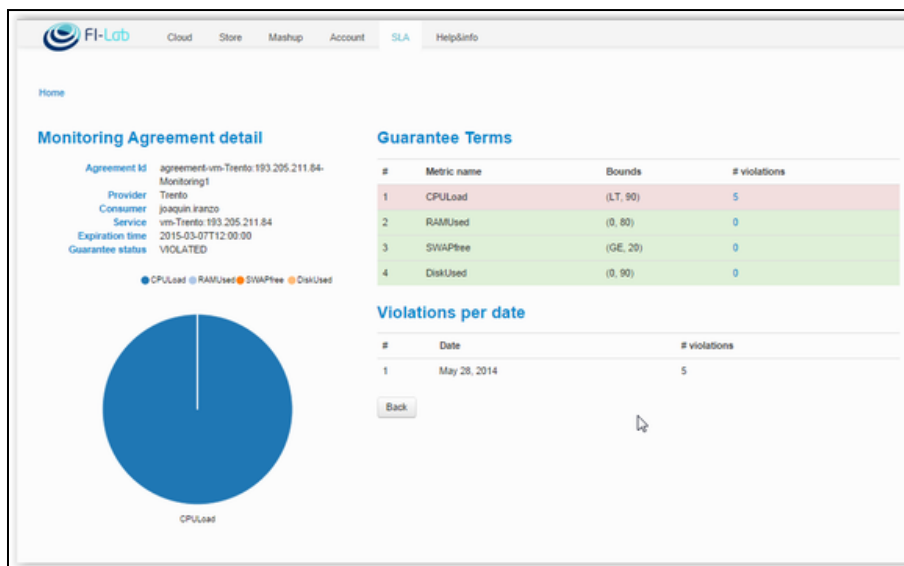 FI-Lab Cloud Store Mashup Account SLA Help&info
Home
Monitoring Agreement detail
Agreement Id agreement-vm-Trento:193.205.211.84-
Monitoring1
Provider Trento
Consumer joaquin.iranzo
Service vm-Trento:193.205.211.84
Expiration time 2015-03-07T12:00:00
Guarantee status VIOLATED
CPULoad RAMUsed SWAPfree DiskUsed
CPULoad
Guarantee Terms
# Metric name Bounds # violations
1 CPULoad (LT, 90) 5
2 RAMUsed (0, 80) 0
3 SWAPfree (GE, 20) 0
4 DiskUsed (0, 90) 0
Violations per date
# Date # violations
1 May 28, 2014 5
Back